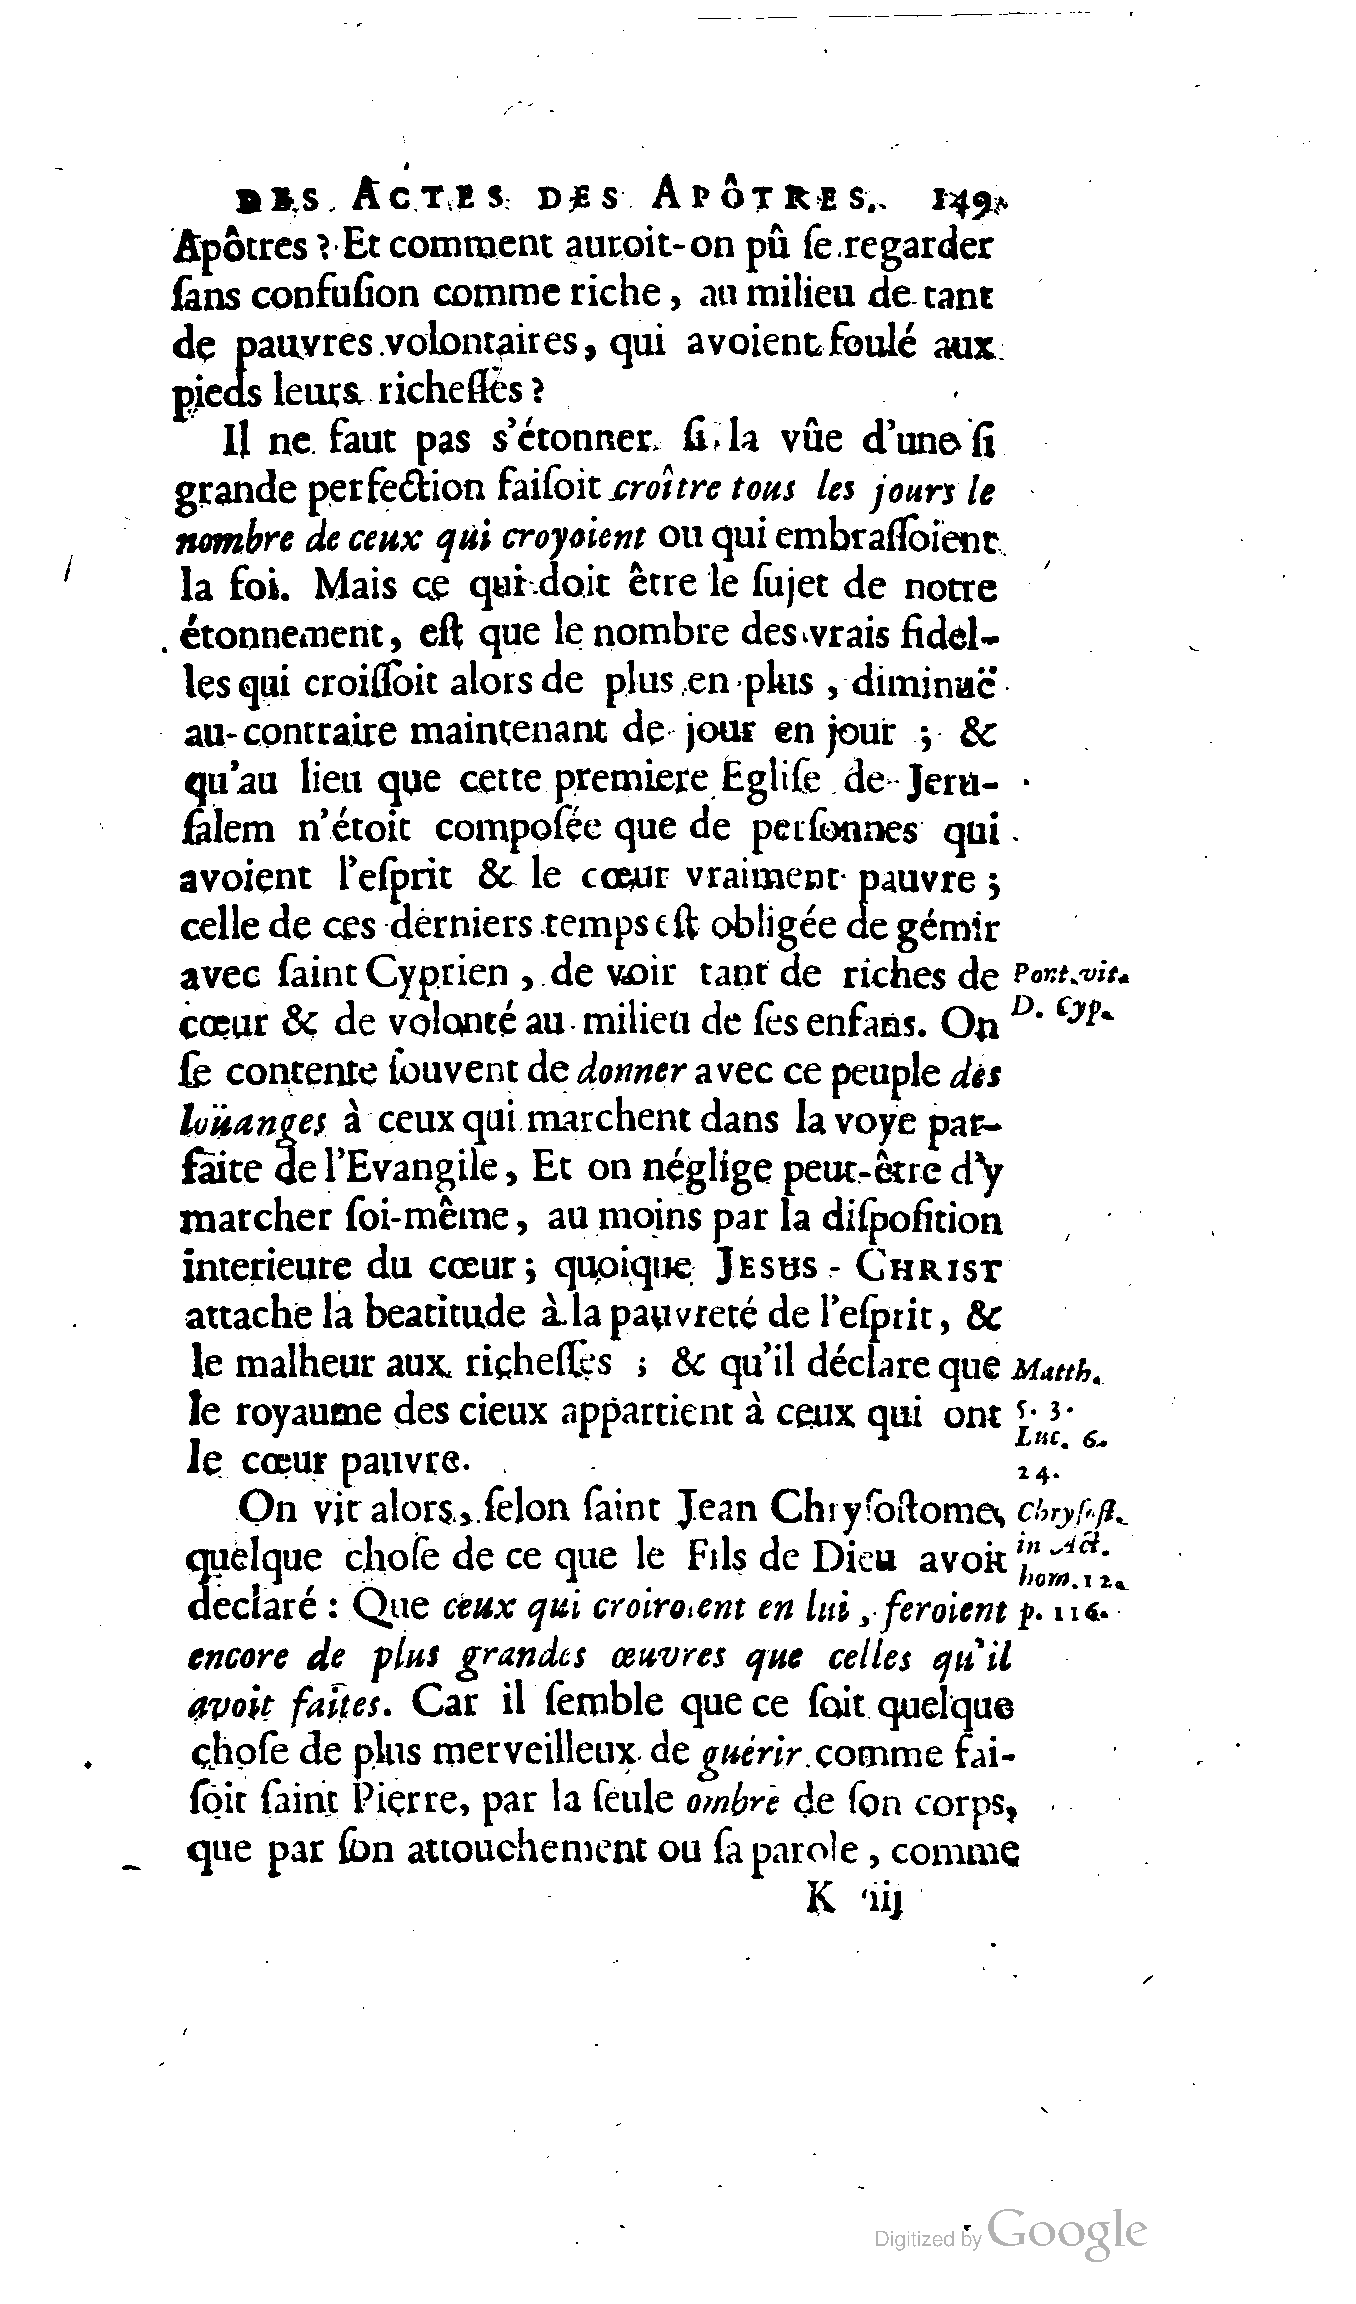 DES ACTES DES APÔTRES. 149
Apôtres ? Et comment auroit-on pû ſe regarder
ſans confuſion comme riche, au milieu de tant
de pauvres volontaires, qui avoient foulé aux
pieds leurs richeſſes ?
Il ne faut pas s'étonner ſi la vûe d'une ſi
grande perfection faiſoit croître tous les jours le
nombre de ceux qui croyoient ou qui embraſſoient
la foi. Mais ce qui doit être le ſujet de notre
étonnement, eſt que le nombre des vrais fidel-
les qui croiſſoit alors de plus en plus, diminuë
au-contraire maintenant de jour en jour ; &
qu'au lieu que cette premiere Egliſe de Jeru-
ſalem n'étoit compoſée que de perſonnes qui
avoient l'eſprit & le cœur vraiment pauvre ;
celle de ces derniers temps eſt obligée de gémir
avec ſaint Cyprien, de voir tant de riches de
Pont. vit.
cœur & de volonté au milieu de ſes enfans. On
D. Cyp.
ſe contente ſouvent de donner avec ce peuple des
loüanges à ceux qui marchent dans la voye par-
faite de l'Evangile, Et on néglige peut-être d'y
marcher ſoi-même, au moins par la diſpoſition
interieure du cœur ; quoique JESUS-CHRIST
attache la beatitude à la pauvreté de l'eſprit, &
le malheur aux richeſſes ; & qu'il déclare que
Matth.
le royaume des cieux appartient à ceux qui ont
5. 3.
Luc. 6.
le cœur pauvre.
24.
On vit alors, ſelon ſaint Jean Chryſoſtome,
Chryſoſt.
quelque choſe de ce que le Fils de Dieu avoit
in Act.
hom. 12.
declaré : Que ceux qui croiroient en lui, feroient
p. 116.
encore de plus grandes œuvres que celles qu'il
avoit faites. Car il ſemble que ce ſoit quelque
choſe de plus merveilleux de guérir comme fai-
ſoit ſaint Pierre, par la ſeule ombre de ſon corps,
que par ſon attouchement ou ſa parole, comme
K iij
Digitized by Google